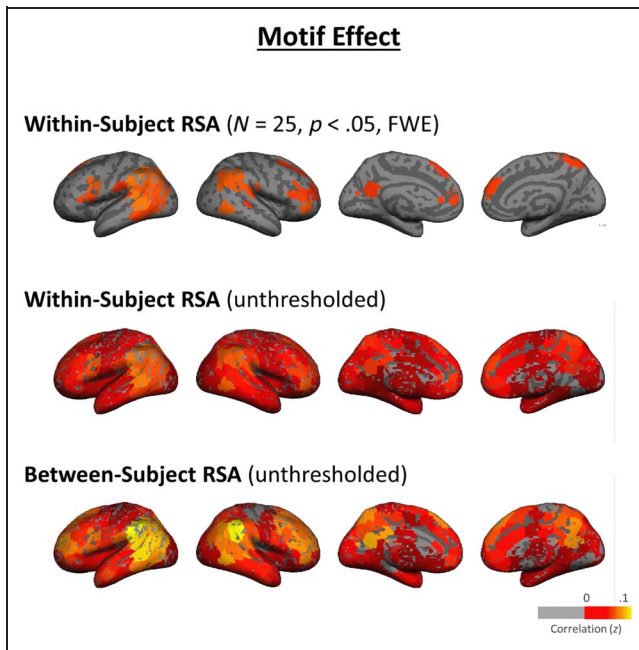 Motif Effect
Within-Subject RSA (N = 25, p < .05, FWE)
Within-Subject RSA (unthresholded)
Between-Subject RSA (unthresholded)
0 .1
Correlation (z)